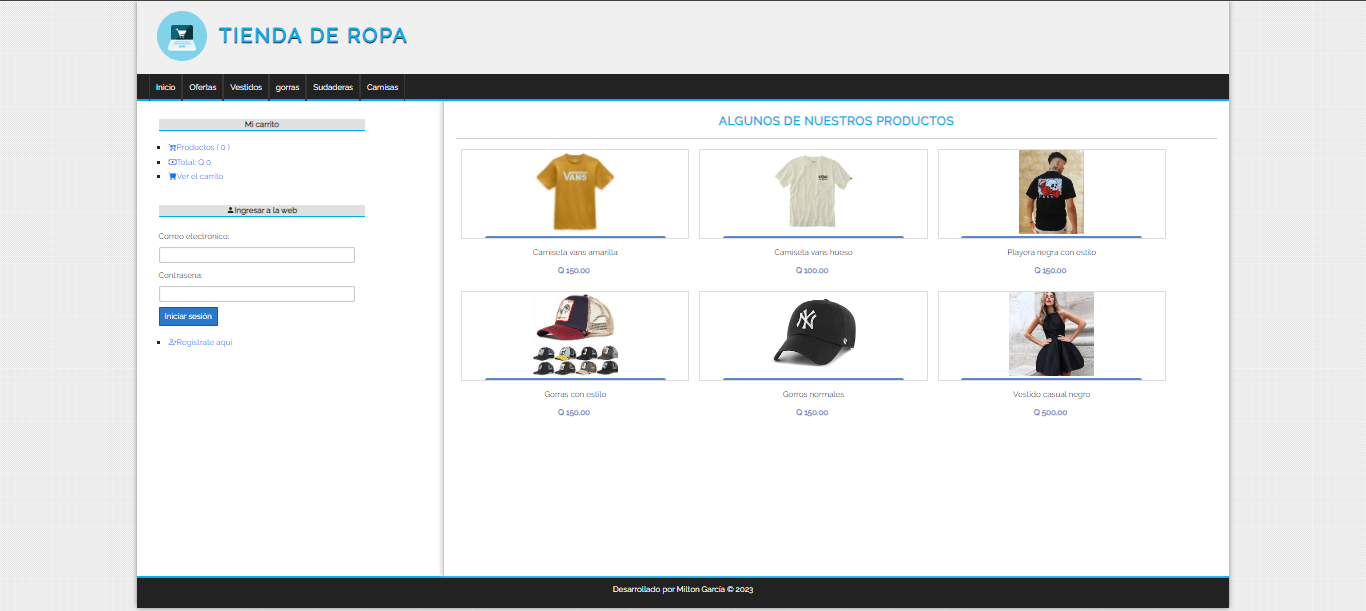 TIENDA DE ROPA
Inicio Ofertas Vestidos gorras Sudaderas Camisas
Mi carrito
Productos ( 0 )
Total: Q 0
Ver el carrito
Ingresar a la web
Correo electrónico:
Contrasena:
Iniciar sesión
Registrate aqui
ALGUNOS DE NUESTROS PRODUCTOS
VANS
Camiseta vans amarilla
Q 150.00
Camiseta vans hueso
Q 100.00
Playera negra con estilo
Q 150.00
Gorras con estilo
Q 150.00
NY
Gorros normales
Q 150.00
Vestido casual negro
Q 500.00
Desarrollado por Milton García © 2023